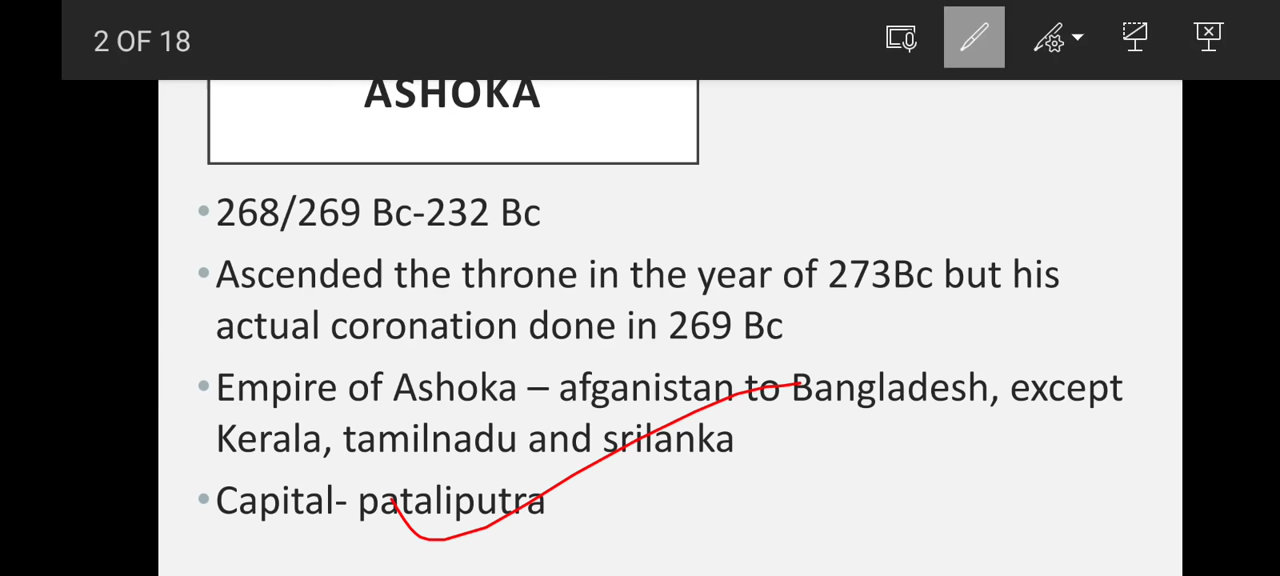 2 OF 18
ASHOKA
•268/269 Bc-232 Bc
•Ascended the throne in the year of 273Bc but his
actual coronation done in 269 Bc
•Empire of Ashoka – afganistan to Bangladesh, except
Kerala, tamilnadu and srilanka
•Capital- pataliputra